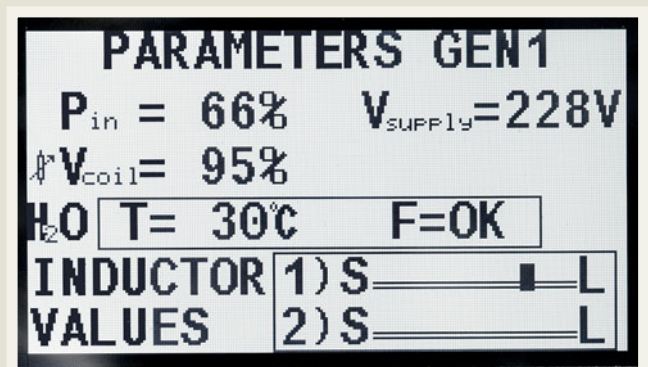 PARAMETERS GEN1
Pin = 66% Vsupply=228V
Vcoil= 95%
H2O T= 30°C F=OK
INDUCTOR 1) S L
VALUES 2) S L